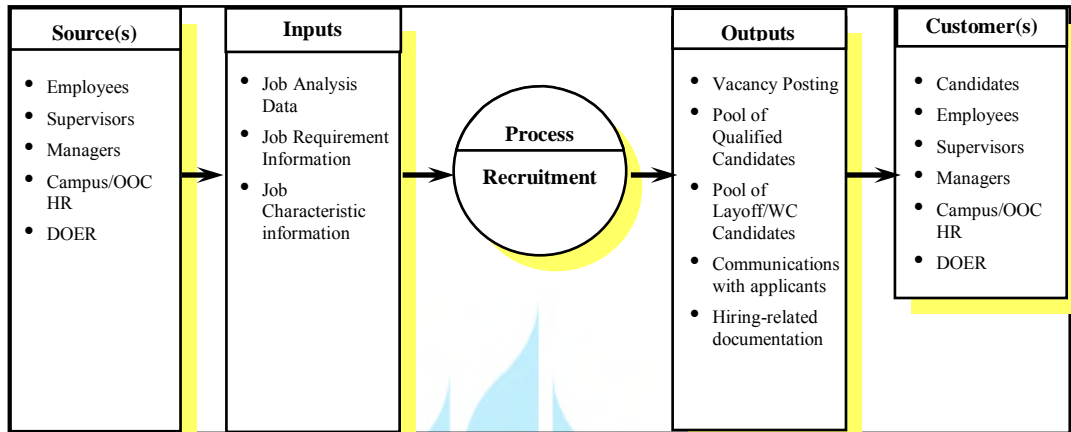 Source(s)
• Employees
• Supervisors
• Managers
• Campus/OOC
HR
• DOER
Inputs
• Job Analysis
Data
• Job Requirement
Information
• Job
Characteristic
information
Process
Recruitment
Outputs
• Vacancy Posting
• Pool of
Qualified
Candidates
• Pool of
Layoff/WC
Candidates
• Communications
with applicants
• Hiring-related
documentation
Customer(s)
• Candidates
• Employees
• Supervisors
• Managers
• Campus/OOC
HR
• DOER